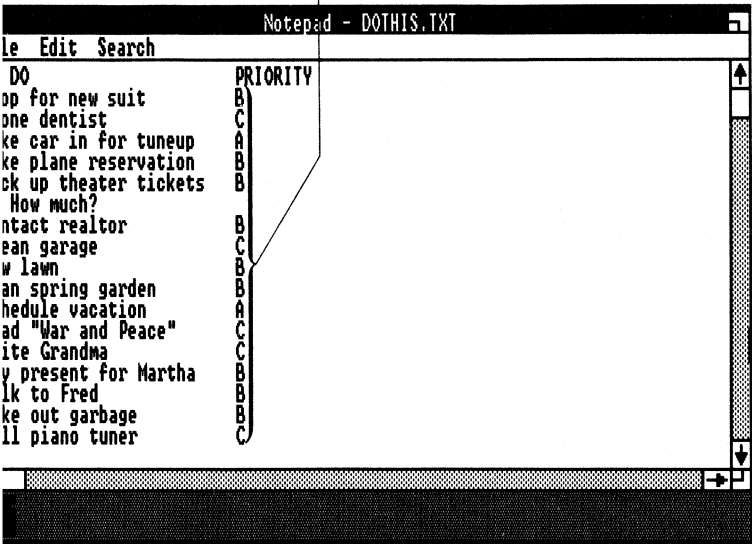 Notepad - DOTHIS.TXT
le Edit Search
DO PRIORITY
op for new suit B
one dentist C
ke car in for tuneup A
ke plane reservation B
ck up theater tickets B
How much?
ntact realtor B
ean garage C
w lawn B
an spring garden B
hedule vacation A
ad "War and Peace" C
ite Grandma C
y present for Martha B
lk to Fred B
ke out garbage B
ll piano tuner C